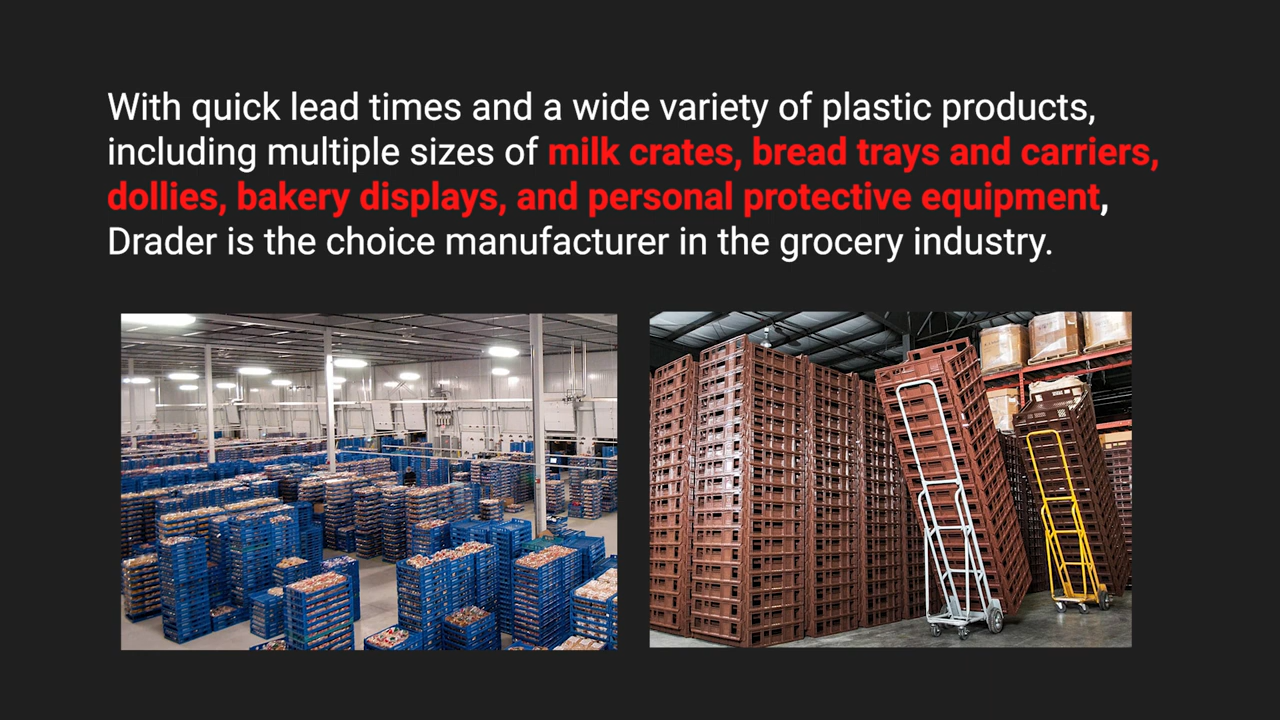 With quick lead times and a wide variety of plastic products,
including multiple sizes of milk crates, bread trays and carriers,
dollies, bakery displays, and personal protective equipment,
Drader is the choice manufacturer in the grocery industry.